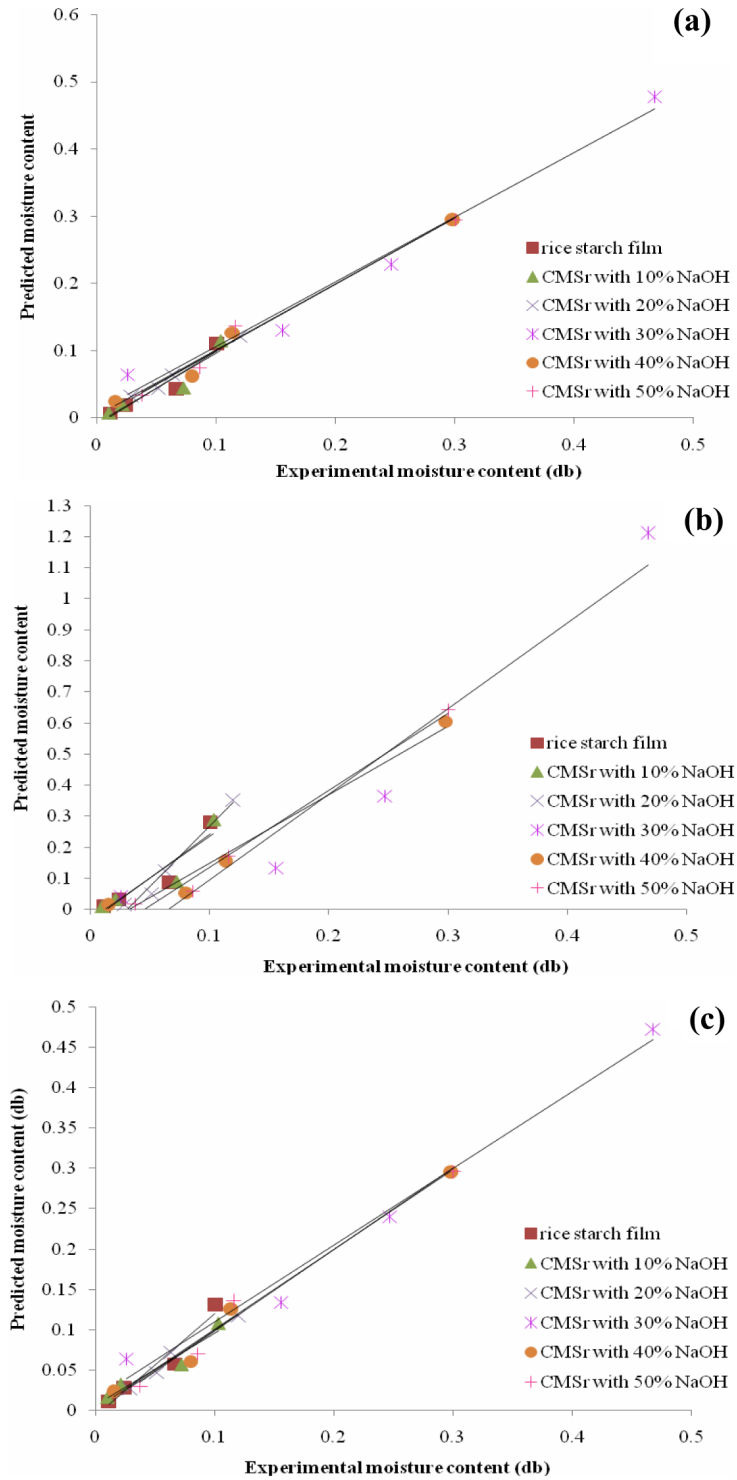 (a)
0.6
0.5
0.4
0.3
0.2
0.1
0
Predicted moisture content
rice starch film
CMSr with 10% NaOH
CMSr with 20% NaOH
CMSr with 30% NaOH
CMSr with 40% NaOH
CMSr with 50% NaOH
0 0.1 0.2 0.3 0.4 0.5
Experimental moisture content (db)
(b)
1.3
1.2
1.1
1
0.9
0.8
0.7
0.6
0.5
0.4
0.3
0.2
0.1
0
Predicted moisture content
rice starch film
CMSr with 10% NaOH
CMSr with 20% NaOH
CMSr with 30% NaOH
CMSr with 40% NaOH
CMSr with 50% NaOH
0 0.1 0.2 0.3 0.4 0.5
Experimental moisture content (db)
(c)
0.5
0.45
0.4
0.35
0.3
0.25
0.2
0.15
0.1
0.05
0
Predicted moisture content (db)
rice starch film
CMSr with 10% NaOH
CMSr with 20% NaOH
CMSr with 30% NaOH
CMSr with 40% NaOH
CMSr with 50% NaOH
0 0.1 0.2 0.3 0.4 0.5
Experimental moisture content (db)